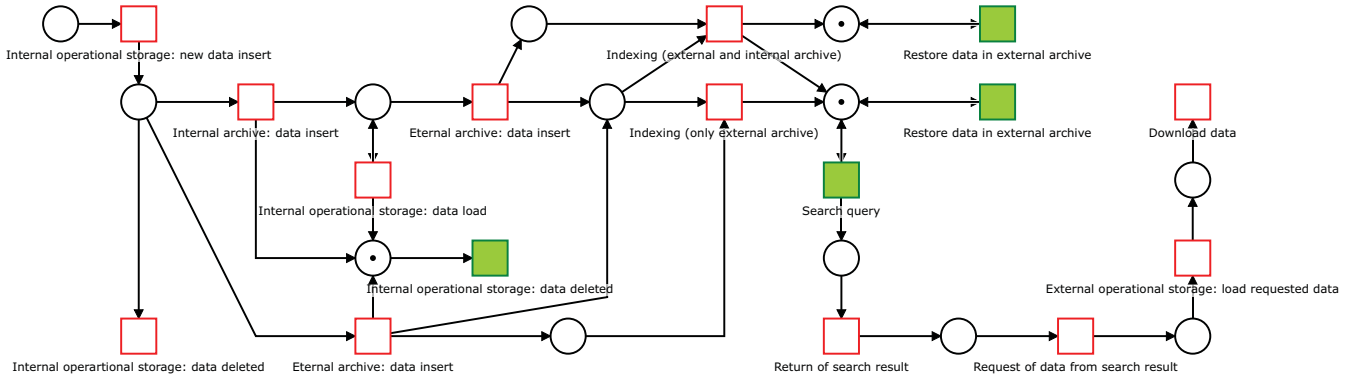 Internal operational storage: new data insert
Indexing (external and internal archive)
Restore data in external archive
Internal archive: data insert
Eternal archive: data insert
Indexing (only external archive)
Restore data in external archive
Download data
Internal operational storage: data load
Search query
Internal operational storage: data deleted
External operational storage: load requested data
Internal operartional storage: data deleted
Eternal archive: data insert
Return of search result
Request of data from search result